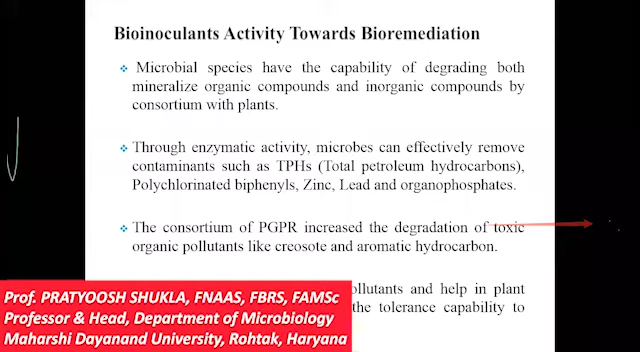 Bioinoculants Activity Towards Bioremediation
Microbial species have the capability of degrading both
mineralize organic compounds and inorganic compounds by
consortium with plants.
Through enzymatic activity, microbes can effectively remove
contaminants such as TPHs (Total petroleum hydrocarbons),
Polychlorinated biphenyls, Zinc, Lead and organophosphates.
The consortium of PGPR increased the degradation of toxic
organic pollutants like creosote and aromatic hydrocarbon.
ollutants and help in plant
the tolerance capability to
Prof. PRATYOOSH SHUKLA, FNAAS, FBRS, FAMSc
Professor & Head, Department of Microbiology
Maharshi Dayanand University, Rohtak, Haryana